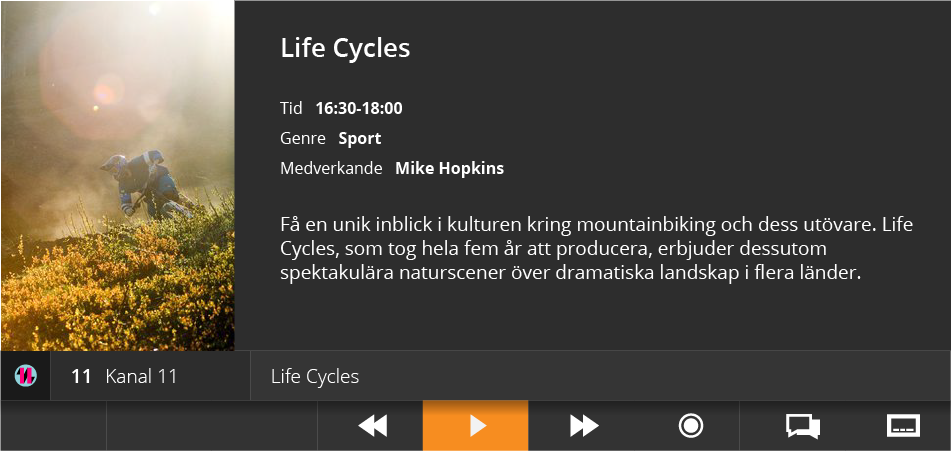 Life Cycles
Tid 16:30-18:00
Genre Sport
Medverkande Mike Hopkins
Få en unik inblick i kulturen kring mountainbiking och dess utövare. Life
Cycles, som tog hela fem år att producera, erbjuder dessutom
spektakulära naturscener över dramatiska landskap i flera länder.
11 Kanal 11
Life Cycles